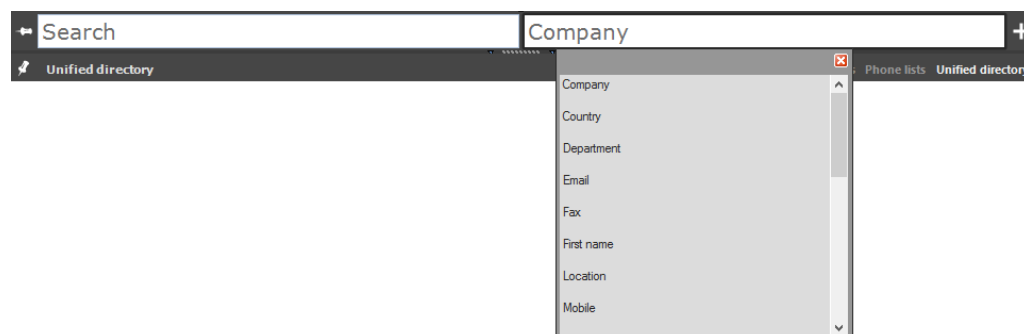 Search Company
Unified directory Phone lists Unified directory
Company
Country
Department
Email
Fax
First name
Location
Mobile